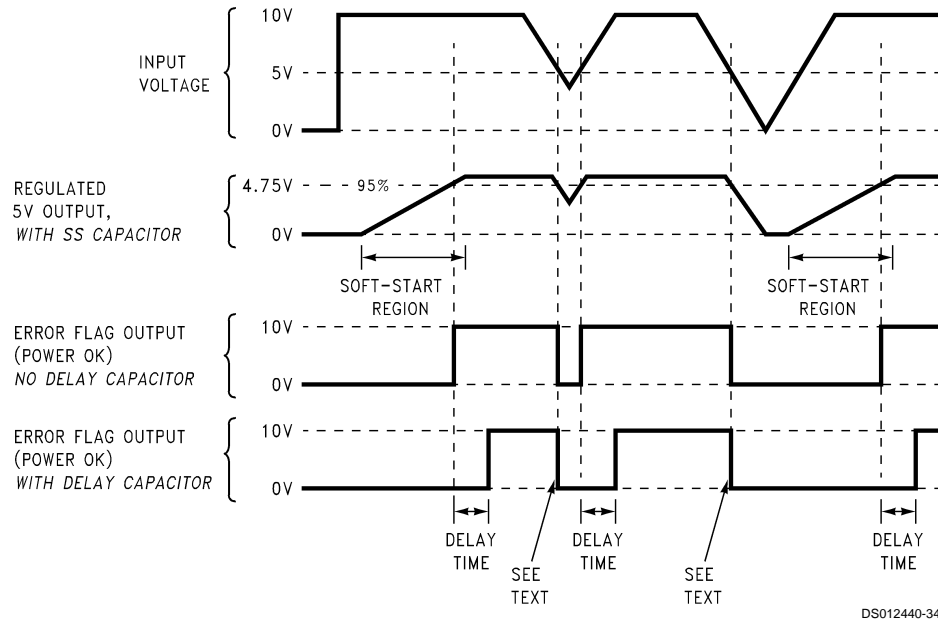 10V
INPUT
VOLTAGE
5V
0V
REGULATED
5V OUTPUT,
WITH SS CAPACITOR
4.75V
95%
0V
SOFT-START
REGION
SOFT-START
REGION
ERROR FLAG OUTPUT
(POWER OK)
NO DELAY CAPACITOR
10V
0V
ERROR FLAG OUTPUT
(POWER OK)
WITH DELAY CAPACITOR
10V
0V
DELAY
TIME
SEE
TEXT
DELAY
TIME
SEE
TEXT
DELAY
TIME
DS012440-34